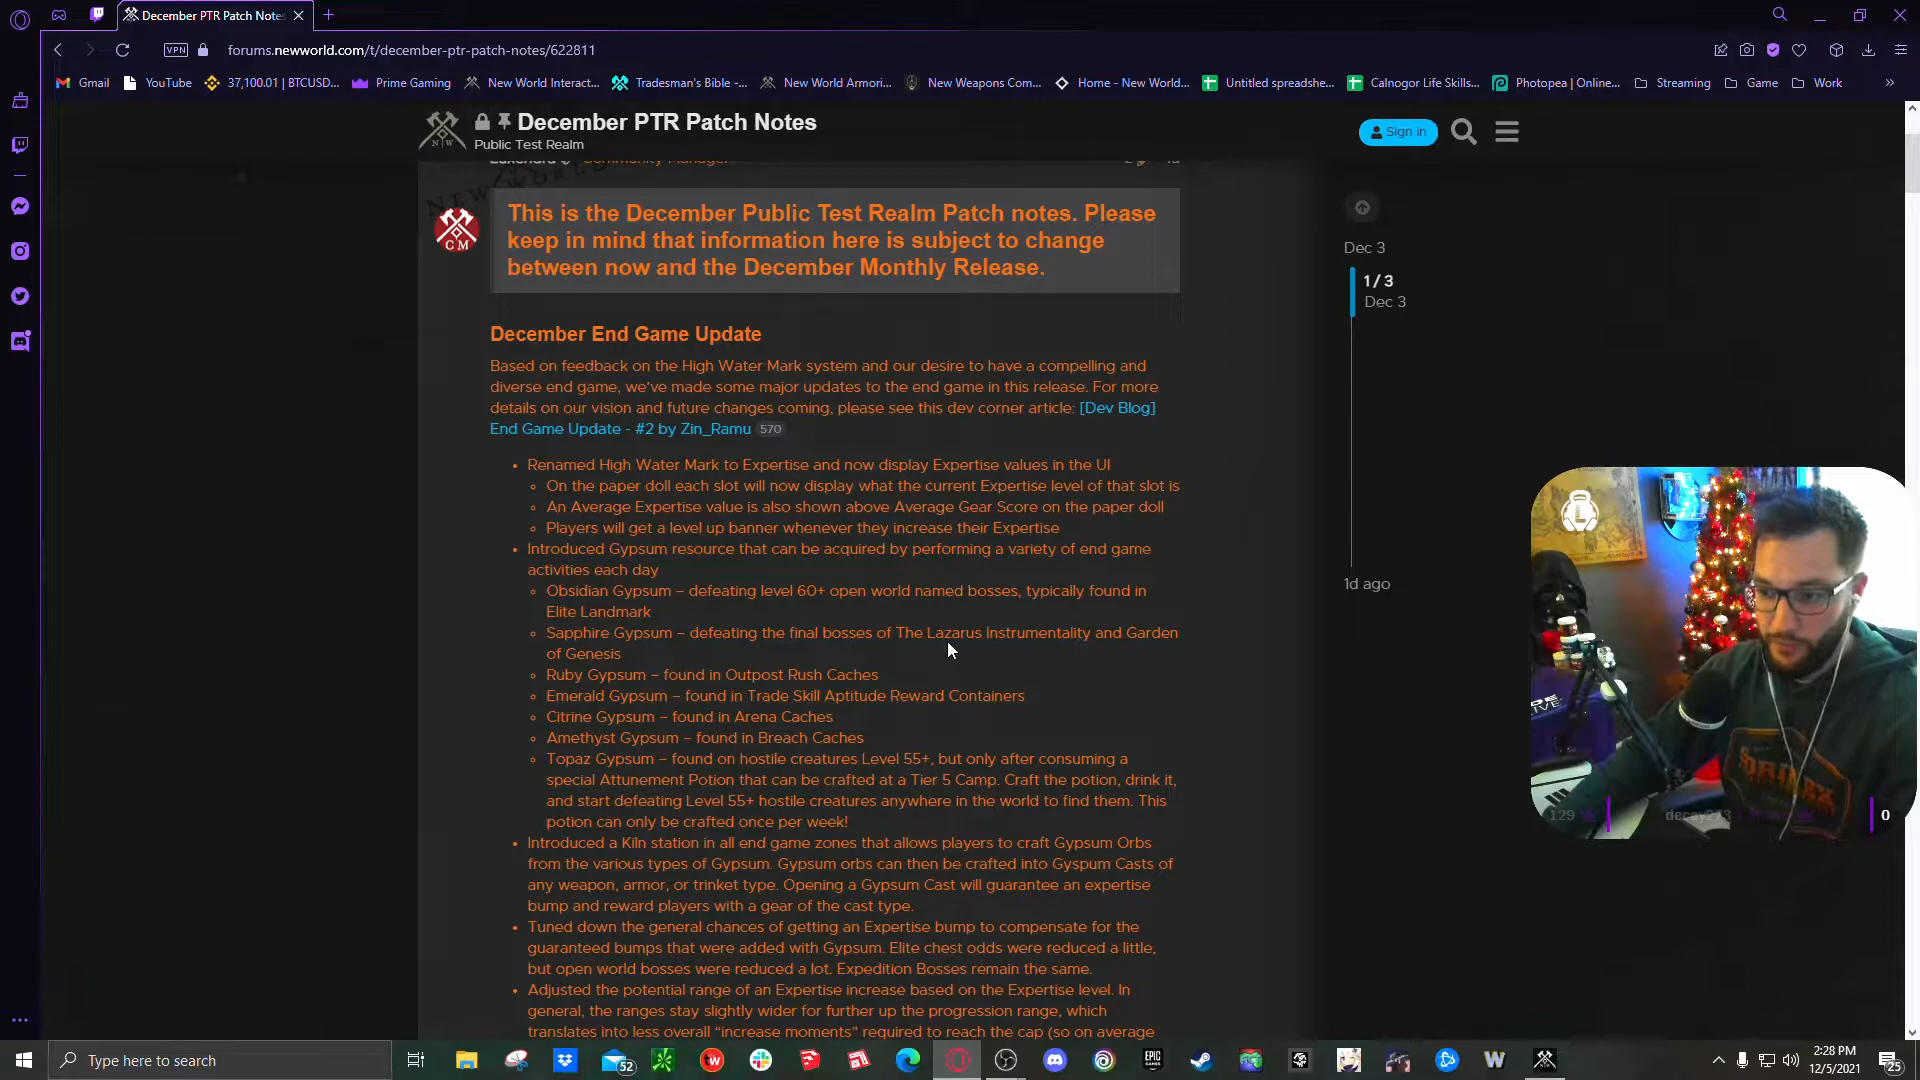 December PTR Patch Notes
forums.newworld.com/t/december-ptr-patch-notes/622811
VPN
Gmail
YouTube
37,100.01 | BTCUSD...
Prime Gaming
New World Interact...
Tradesman's Bible -...
New World Armori...
New Weapons Com...
Home - New World...
Untitled spreadshe...
Calnogor Life Skills...
Photopea | Online...
Streaming
Game
Work
December PTR Patch Notes
Public Test Realm
Sign in
Community Manager
NEW WORLD
CM
This is the December Public Test Realm Patch notes. Please
keep in mind that information here is subject to change
between now and the December Monthly Release.
Dec 3
1 / 3
Dec 3
1d ago
December End Game Update
Based on feedback on the High Water Mark system and our desire to have a compelling and
diverse end game, we've made some major updates to the end game in this release. For more
details on our vision and future changes coming, please see this dev corner article: [Dev Blog]
End Game Update - #2 by Zin_Ramu 570
• Renamed High Water Mark to Expertise and now display Expertise values in the UI
◦ On the paper doll each slot will now display what the current Expertise level of that slot is
◦ An Average Expertise value is also shown above Average Gear Score on the paper doll
◦ Players will get a level up banner whenever they increase their Expertise
• Introduced Gypsum resource that can be acquired by performing a variety of end game
activities each day
◦ Obsidian Gypsum – defeating level 60+ open world named bosses, typically found in
Elite Landmark
◦ Sapphire Gypsum – defeating the final bosses of The Lazarus Instrumentality and Garden
of Genesis
◦ Ruby Gypsum – found in Outpost Rush Caches
◦ Emerald Gypsum – found in Trade Skill Aptitude Reward Containers
◦ Citrine Gypsum – found in Arena Caches
◦ Amethyst Gypsum – found in Breach Caches
◦ Topaz Gypsum – found on hostile creatures Level 55+, but only after consuming a
special Attunement Potion that can be crafted at a Tier 5 Camp. Craft the potion, drink it,
and start defeating Level 55+ hostile creatures anywhere in the world to find them. This
potion can only be crafted once per week!
• Introduced a Kiln station in all end game zones that allows players to craft Gypsum Orbs
from the various types of Gypsum. Gypsum orbs can then be crafted into Gyspum Casts of
any weapon, armor, or trinket type. Opening a Gypsum Cast will guarantee an expertise
bump and reward players with a gear of the cast type.
• Tuned down the general chances of getting an Expertise bump to compensate for the
guaranteed bumps that were added with Gypsum. Elite chest odds were reduced a little,
but open world bosses were reduced a lot. Expedition Bosses remain the same.
• Adjusted the potential range of an Expertise increase based on the Expertise level. In
general, the ranges stay slightly wider for further up the progression range, which
translates into less overall “increase moments” required to reach the cap (so on average
129
decay273
0
Type here to search
52
EPIC GAMES
2:28 PM
12/5/2021
25